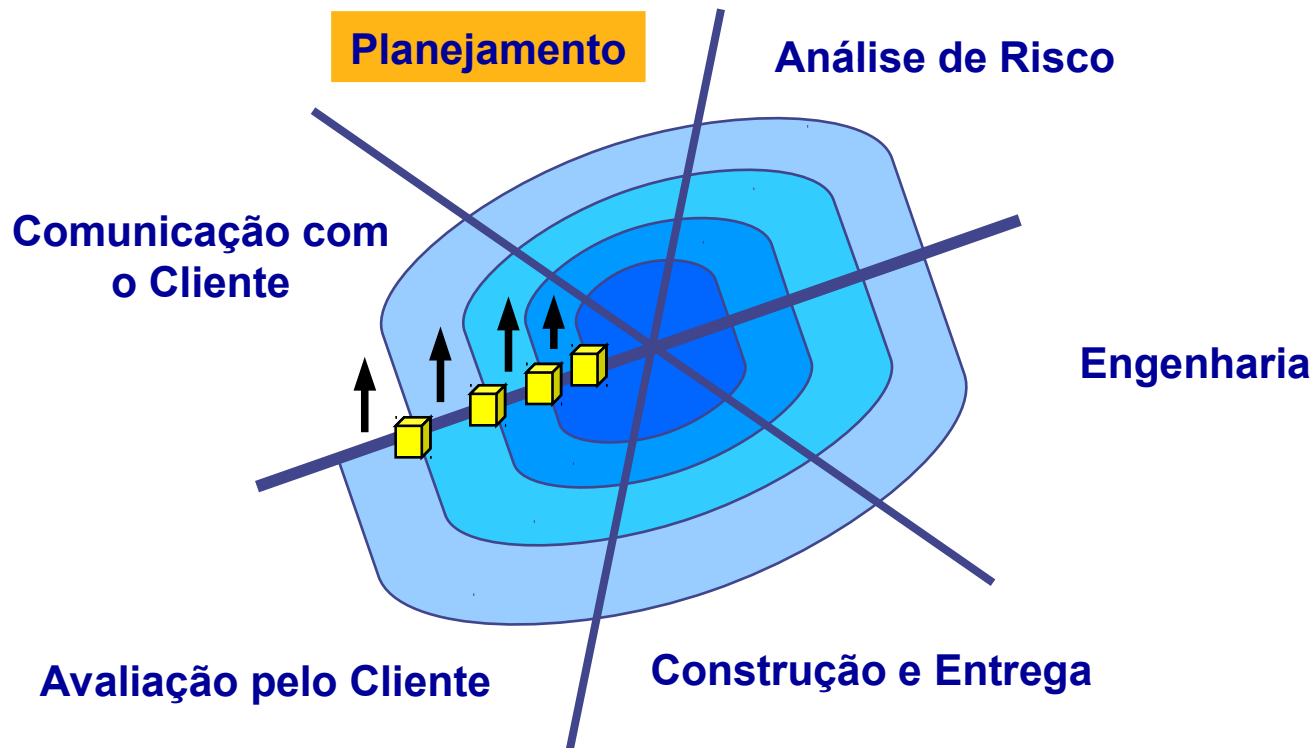 Planejamento
Análise de Risco
Comunicação com
o Cliente
Engenharia
Construção e Entrega
Avaliação pelo Cliente